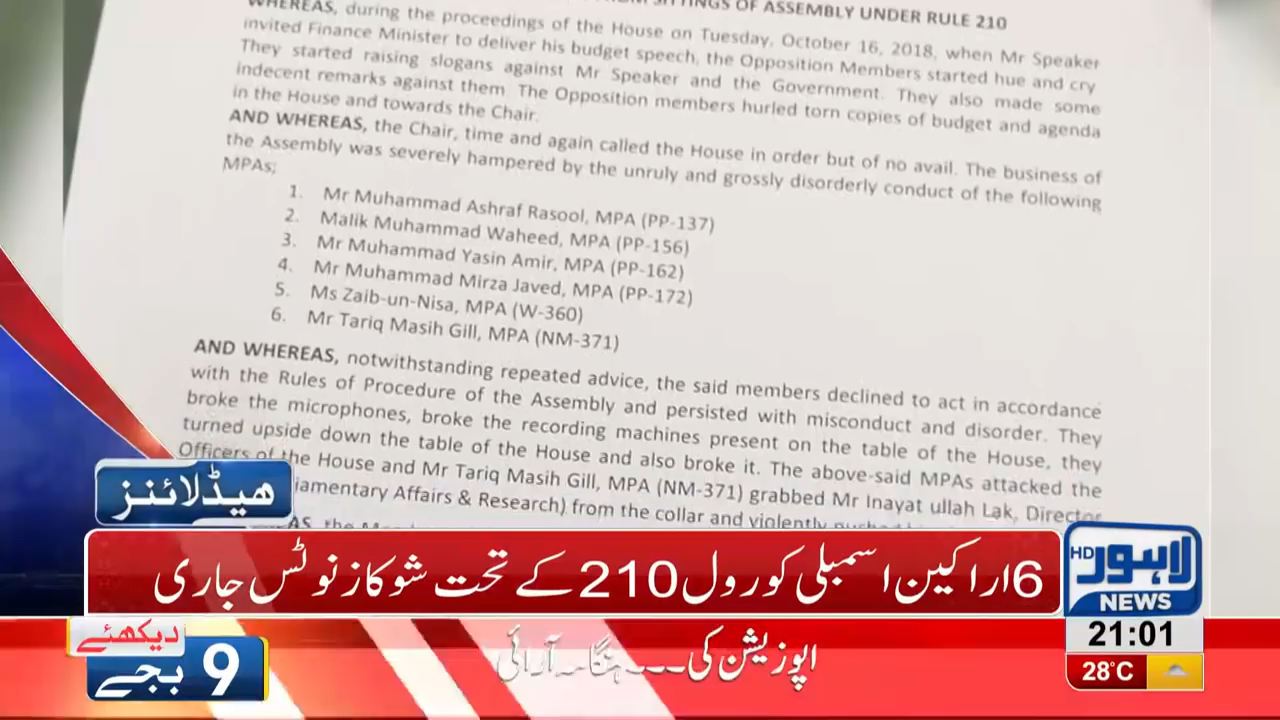 OF ASSEMBLY UNDER RULE 210
WHEREAS, during the proceedings of the House on Tuesday, October 16, 2018, when Mr Speaker
invited Finance Minister to deliver his budget speech, the Opposition Members started hue and cry
They started raising slogans against Mr Speaker and the Government. They also made some
indecent remarks against them. The Opposition members hurled torn copies of budget and agenda
in the House and towards the Chair.
AND WHEREAS, the Chair, time and again called the House in order but of no avail. The business of
the Assembly was severely hampered by the unruly and grossly disorderly conduct of the following
MPAs;
1. Mr Muhammad Ashraf Rasool, MPA (PP-137)
2. Malik Muhammad Waheed, MPA (PP-156)
3. Mr Muhammad Yasin Amir, MPA (PP-162)
4. Mr Muhammad Mirza Javed, MPA (PP-172)
5. Ms Zaib-un-Nisa, MPA (W-360)
6. Mr Tariq Masih Gill, MPA (NM-371)
AND WHEREAS, notwithstanding repeated advice, the said members declined to act in accordance
with the Rules of Procedure of the Assembly and persisted with misconduct and disorder. They
broke the microphones, broke the recording machines present on the table of the House, they
turned upside down the table of the House and also broke it. The above-said MPAs attacked the
Officers of the House and Mr Tariq Masih Gill, MPA (NM-371) grabbed Mr Inayat ullah Lak, Director
Affairs & Research) from the collar and violently
ہیڈلائنز
6 اراکین اسمبلی کو رول 210 کے تحت شوکاز نوٹس جاری
HD لاہور
NEWS
دیکھئے
9 بجے
اپوزیشن کی ۔۔۔ ہنگامہ آرائی
21:01
28°C